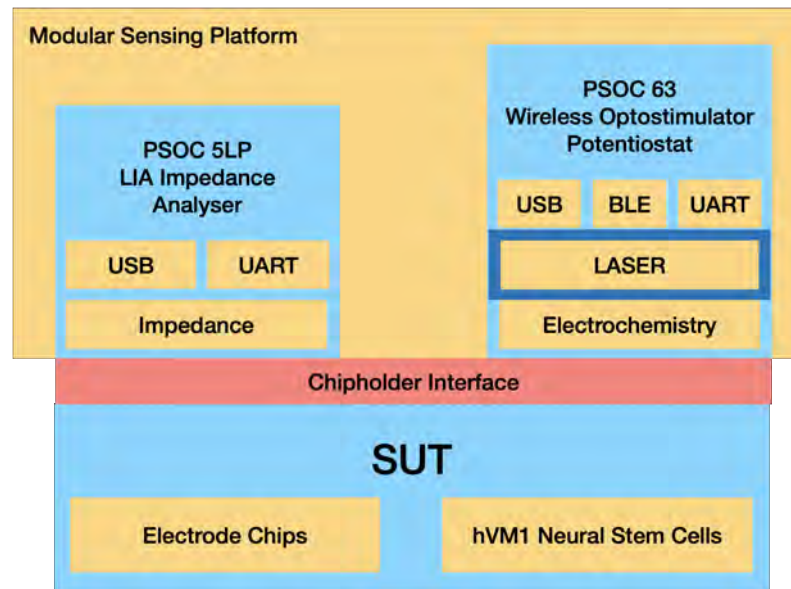 Modular Sensing Platform
PSOC 5LP
LIA Impedance
Analyser
USB
UART
Impedance
PSOC 63
Wireless Optostimulator
Potentiostat
USB
BLE
UART
LASER
Electrochemistry
Chipholder Interface
SUT
Electrode Chips
hVM1 Neural Stem Cells